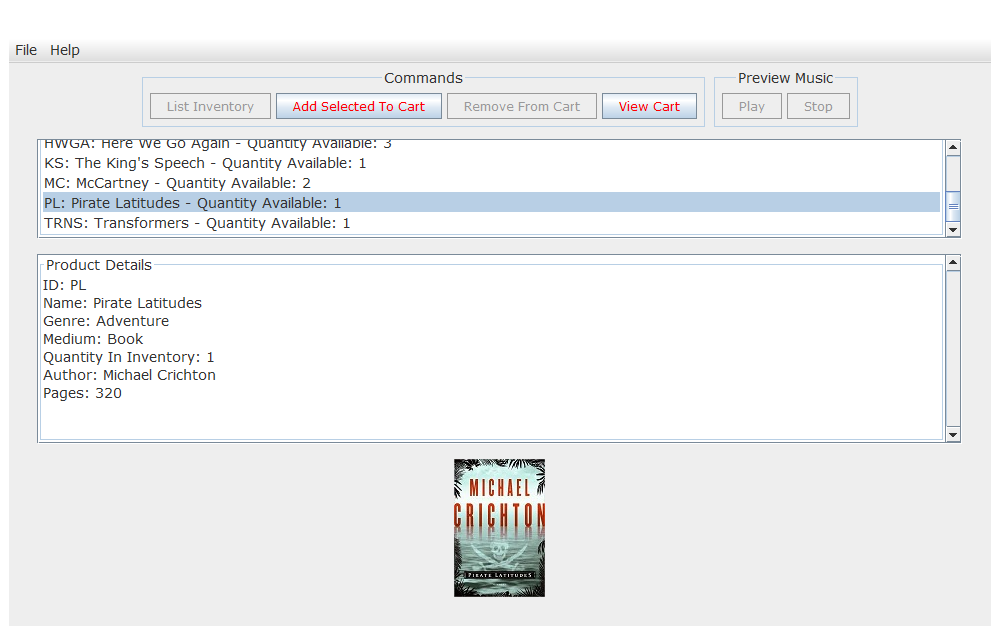 File Help
Commands
Preview Music
List Inventory Add Selected To Cart Remove From Cart View Cart Play Stop
HWGA: Here We Go Again - Quantity Available: 3
KS: The King's Speech - Quantity Available: 1
MC: McCartney - Quantity Available: 2
PL: Pirate Latitudes - Quantity Available: 1
TRNS: Transformers - Quantity Available: 1
Product Details
ID: PL
Name: Pirate Latitudes
Genre: Adventure
Medium: Book
Quantity In Inventory: 1
Author: Michael Crichton
Pages: 320
MICHAEL
CRICHTON
PIRATE LATITUDES